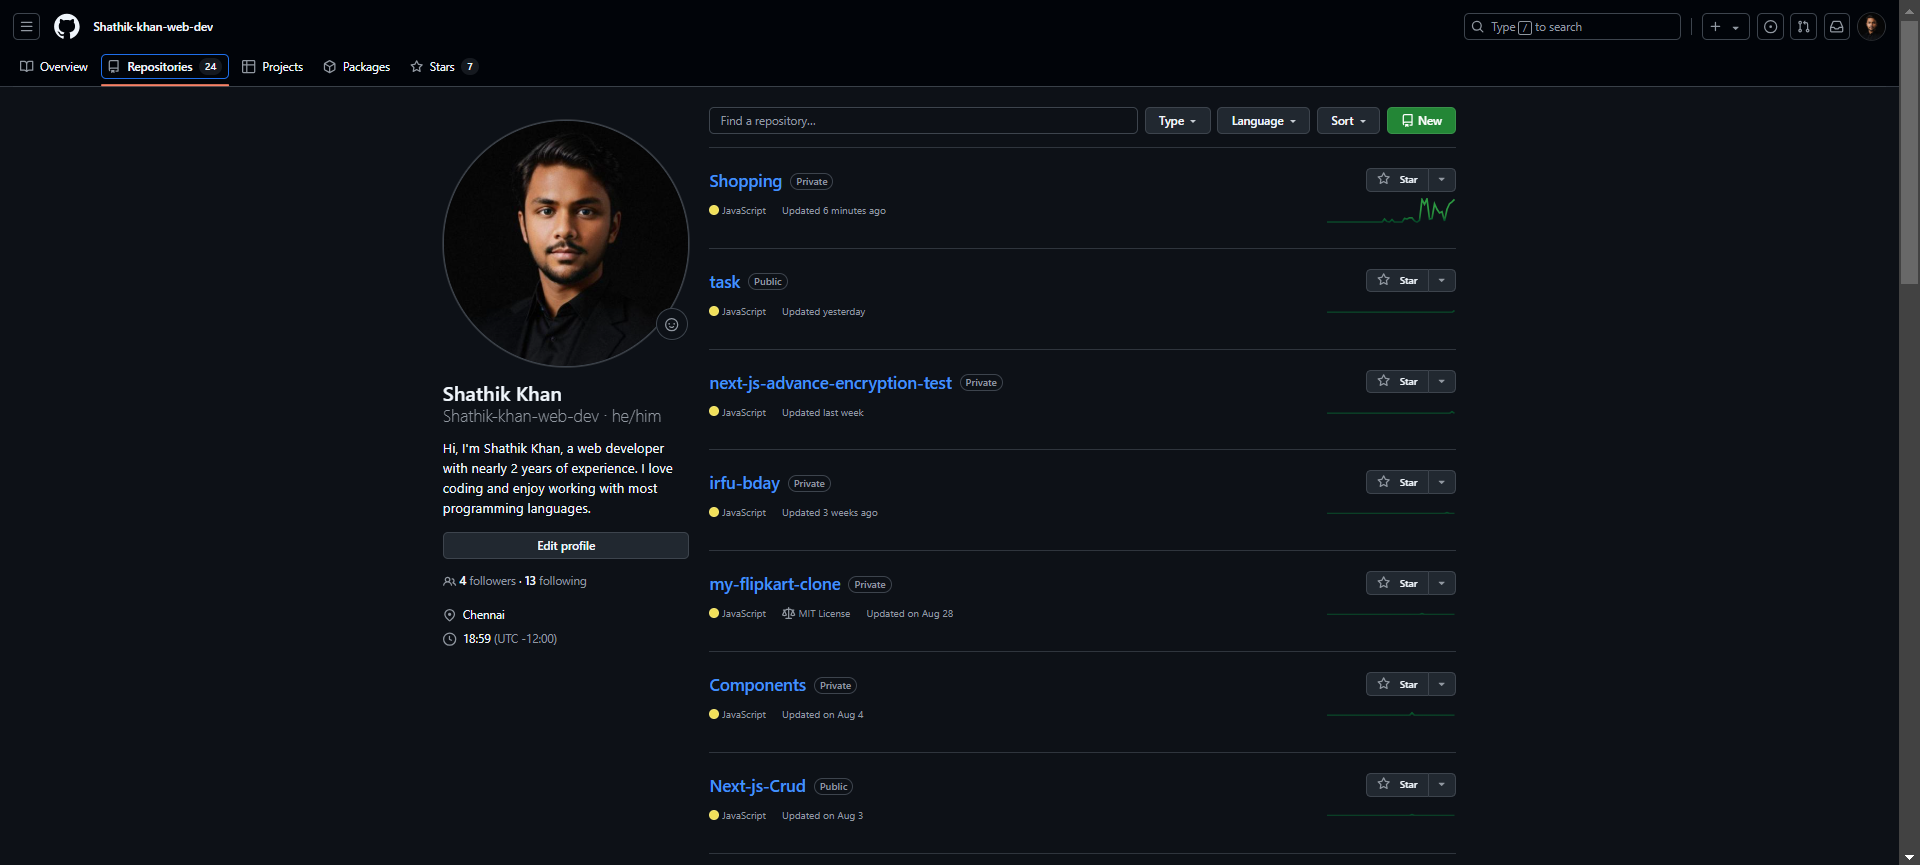 Shathik-khan-web-dev
Type / to search
Overview
Repositories 24
Projects
Packages
Stars 7
Find a repository...
Type
Language
Sort
New
Shathik Khan
Shathik-khan-web-dev · he/him
Hi, I'm Shathik Khan, a web developer
with nearly 2 years of experience. I love
coding and enjoy working with most
programming languages.
Edit profile
4 followers · 13 following
Chennai
18:59 (UTC -12:00)
Shopping Private
Star
JavaScript Updated 6 minutes ago
task Public
Star
JavaScript Updated yesterday
next-js-advance-encryption-test Private
Star
JavaScript Updated last week
irfu-bday Private
Star
JavaScript Updated 3 weeks ago
my-flipkart-clone Private
Star
JavaScript MIT License Updated on Aug 28
Components Private
Star
JavaScript Updated on Aug 4
Next-js-Crud Public
Star
JavaScript Updated on Aug 3